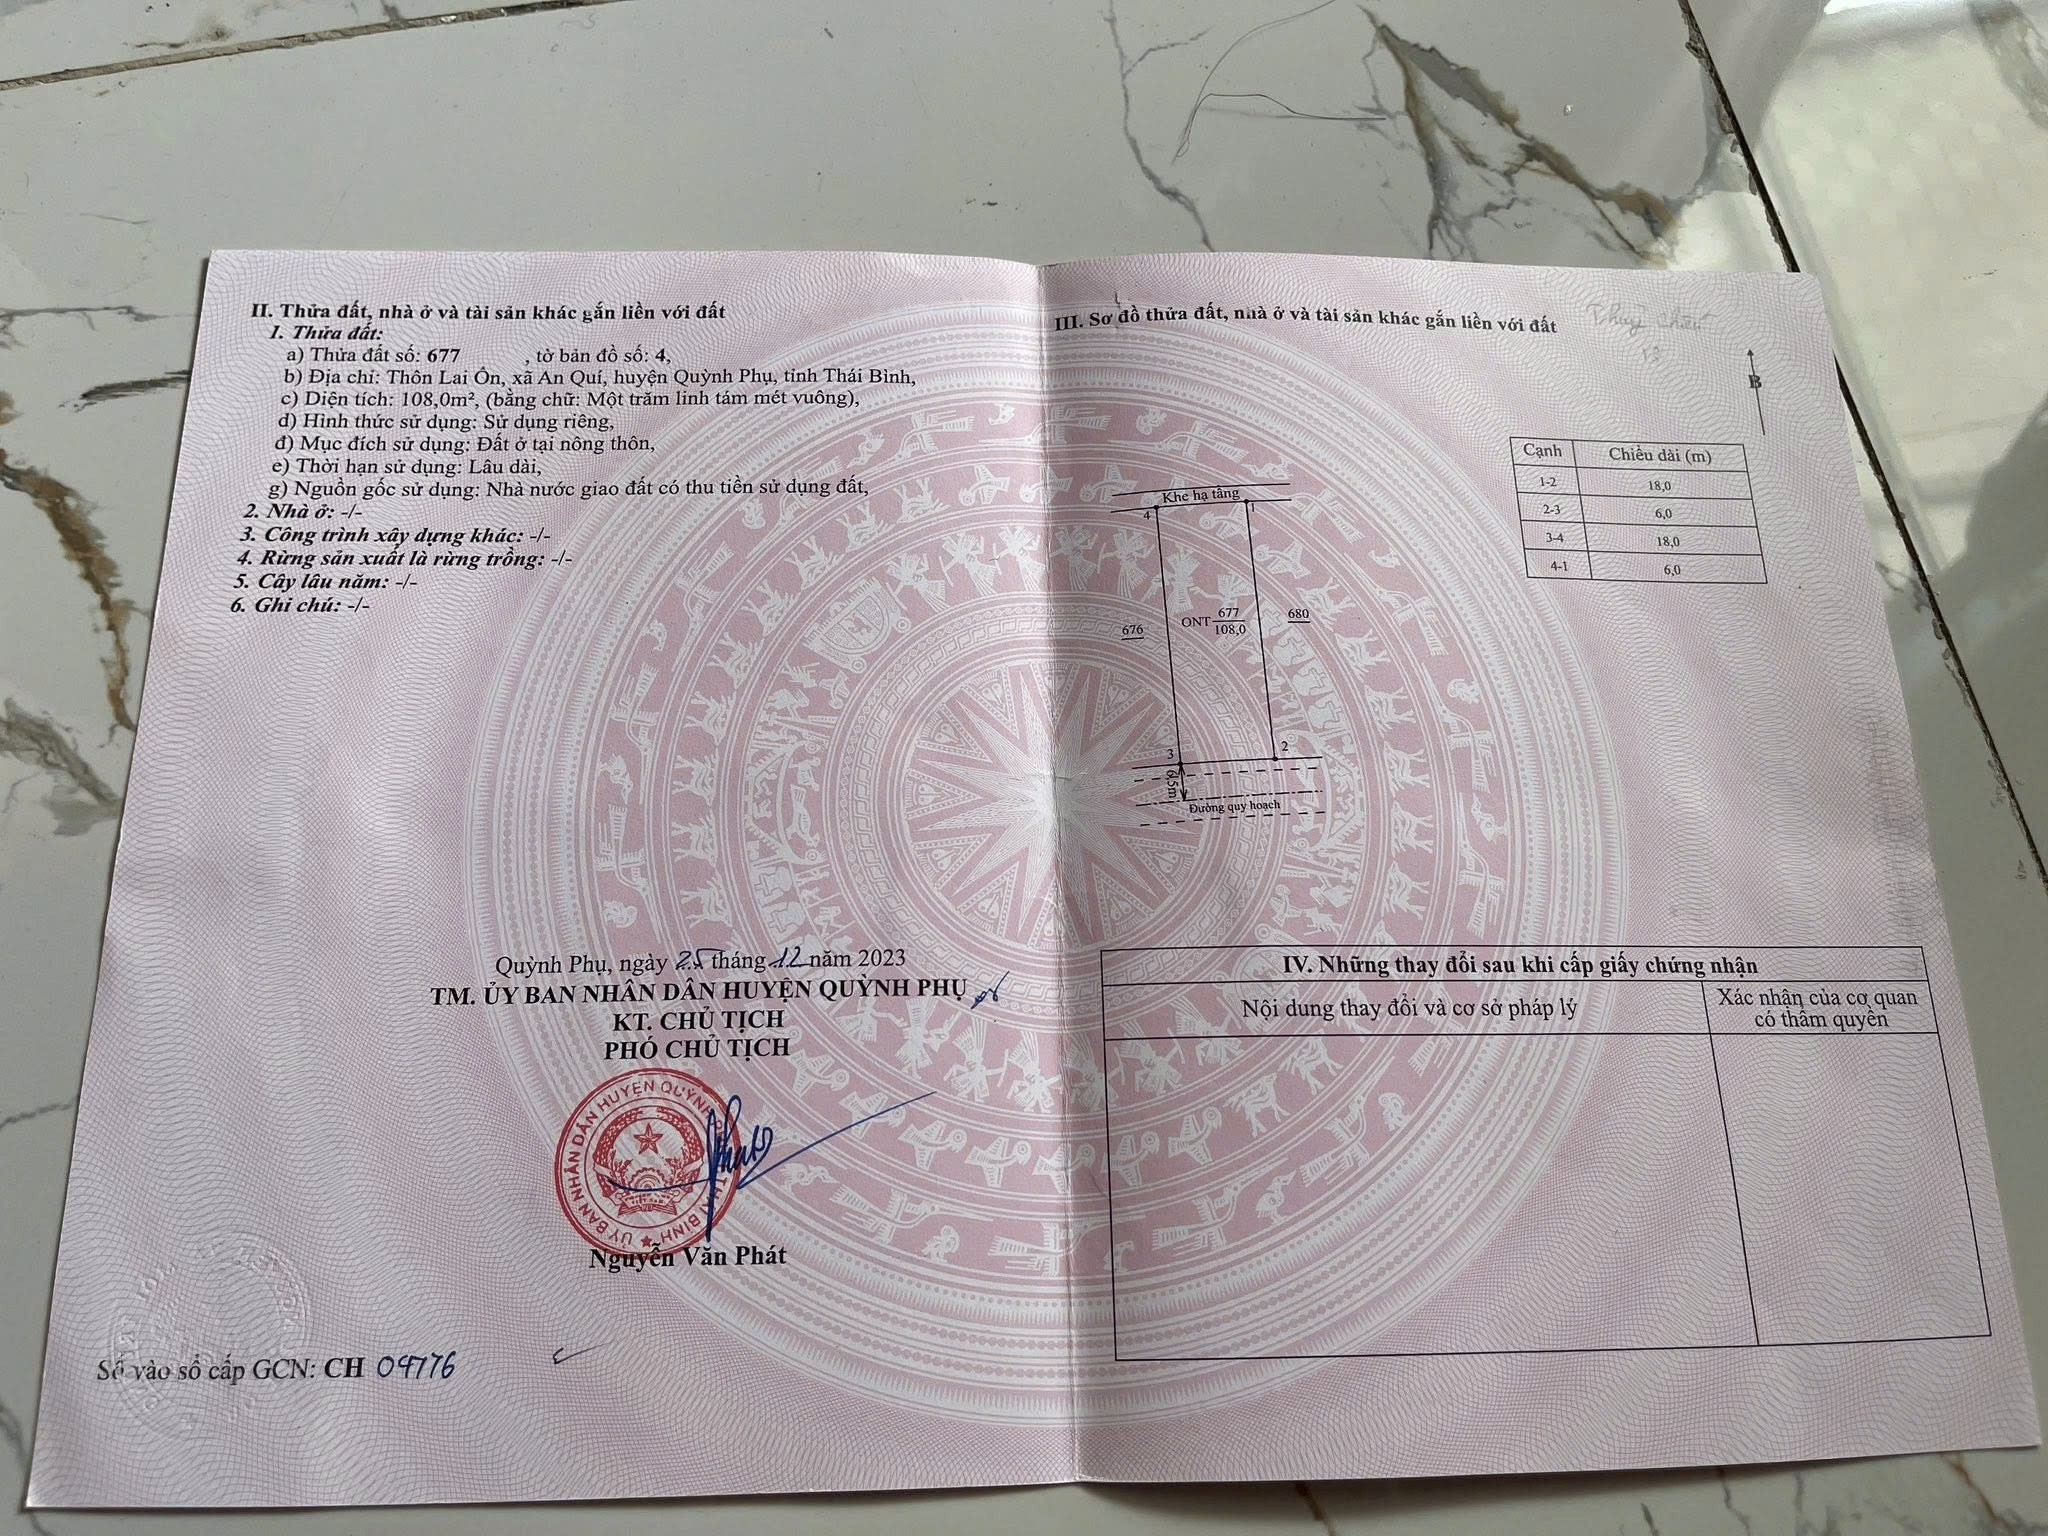 II. Thửa đất, nhà ở và tài sản khác gắn liền với đất
1. Thửa đất:
a) Thửa đất số: 677 , tờ bản đồ số: 4,
b) Địa chỉ: Thôn Lai Ôn, xã An Quí, huyện Quỳnh Phụ, tỉnh Thái Bình,
c) Diện tích: 108,0m², (bằng chữ: Một trăm linh tám mét vuông),
d) Hình thức sử dụng: Sử dụng riêng,
đ) Mục đích sử dụng: Đất ở tại nông thôn,
e) Thời hạn sử dụng: Lâu dài,
g) Nguồn gốc sử dụng: Nhà nước giao đất có thu tiền sử dụng đất,
2. Nhà ở: -/-
3. Công trình xây dựng khác: -/-
4. Rừng sản xuất là rừng trồng: -/-
5. Cây lâu năm: -/-
6. Ghi chú: -/-
Quỳnh Phụ, ngày 25 tháng 12 năm 2023
TM. ỦY BAN NHÂN DÂN HUYỆN QUỲNH PHỤ
KT. CHỦ TỊCH
PHÓ CHỦ TỊCH
ỦY BAN NHÂN DÂN HUYỆN QUỲNH
BÌNH
Nguyễn Văn Phát
Số vào sổ cấp GCN: CH 04776
III. Sơ đồ thửa đất, nhà ở và tài sản khác gắn liền với đất
B
Cạnh Chiều dài (m)
1-2 18,0
2-3 6,0
3-4 18,0
4-1 6,0
Khe hạ tầng
4 1
676 ONT 677 680
108,0
3 2
6,5m
Đường quy hoạch
IV. Những thay đổi sau khi cấp giấy chứng nhận
Nội dung thay đổi và cơ sở pháp lý
Xác nhận của cơ quan
có thẩm quyền